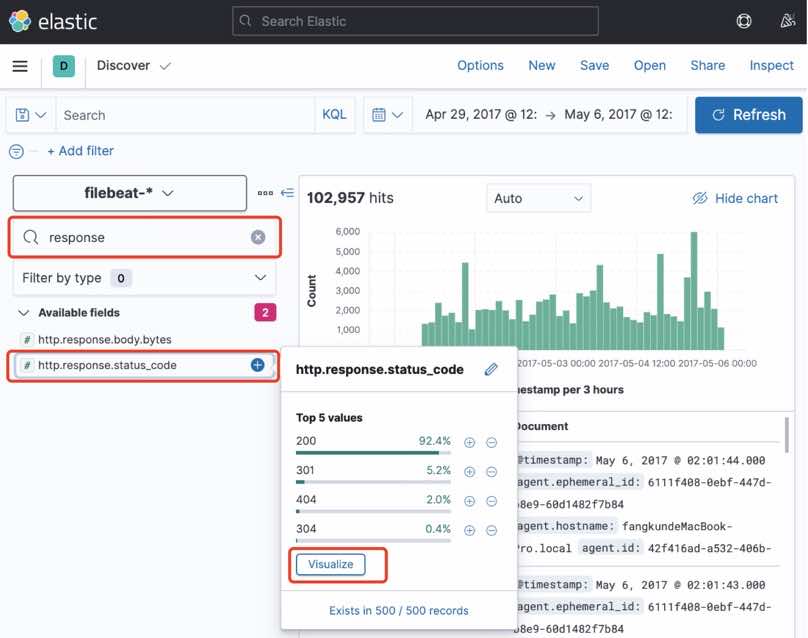 elastic
Search Elastic
D
Discover
Options
New
Save
Open
Share
Inspect
Search
KQL
Apr 29, 2017 @ 12: → May 6, 2017 @ 12:
Refresh
+ Add filter
filebeat-*
response
Filter by type 0
Available fields 2
# http.response.body.bytes
# http.response.status_code
102,957 hits
Auto
Hide chart
Count
6,000
5,000
4,000
3,000
2,000
1,000
2017-05-03 00:00 2017-05-04 12:00 2017-05-06 00:00
estamp per 3 hours
http.response.status_code
Top 5 values
200 92.4%
301 5.2%
404 2.0%
304 0.4%
Visualize
Exists in 500 / 500 records
Document
@timestamp: May 6, 2017 @ 02:01:44.000
agent.ephemeral_id: 6111f408-0ebf-447d-
b8e9-60d1482f7b84
agent.hostname: fangkundeMacBook-
Pro.local agent.id: 42f416ad-a532-406b-
@timestamp: May 6, 2017 @ 02:01:43.000
agent.ephemeral_id: 6111f408-0ebf-447d-
b8e9-60d1482f7b84